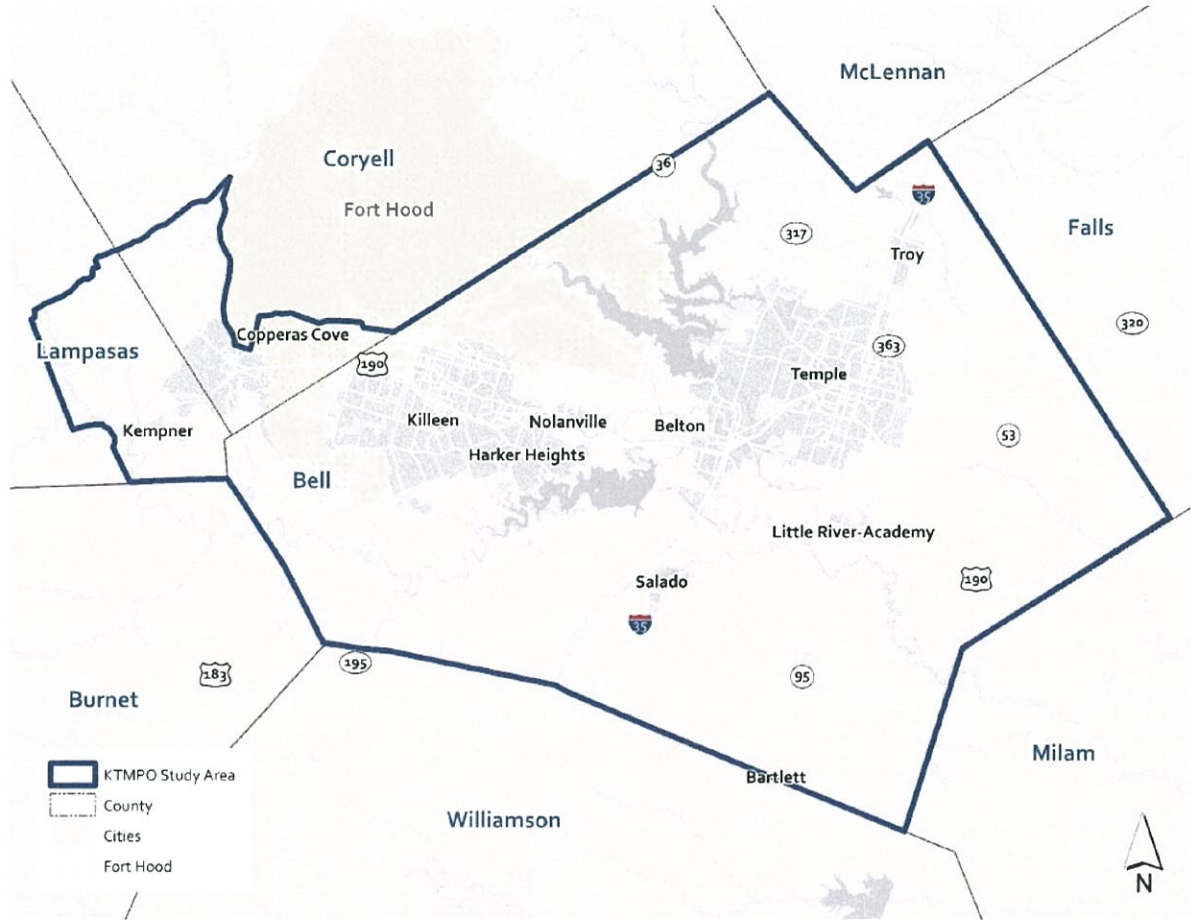 McLennan
Coryell
36
Fort Hood
35
Falls
317
Troy
320
Copperas Cove
Lampasas
190
363
Temple
Kempner
Killeen
Nolanville
Belton
53
Harker Heights
Bell
Little River-Academy
190
Salado
35
195
183
95
Burnet
Milam
KTMPO Study Area
Bartlett
County
Williamson
Cities
Fort Hood
N